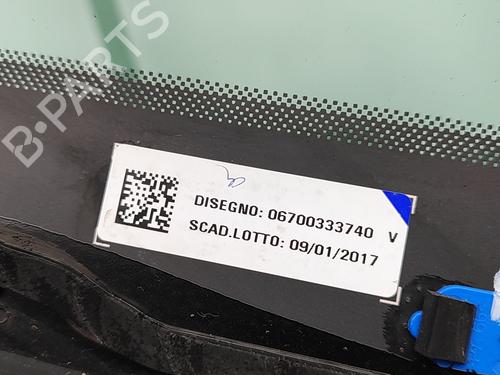 B-PARTS
DISEGNO: 06700333740 V
SCAD.LOTTO: 09/01/2017